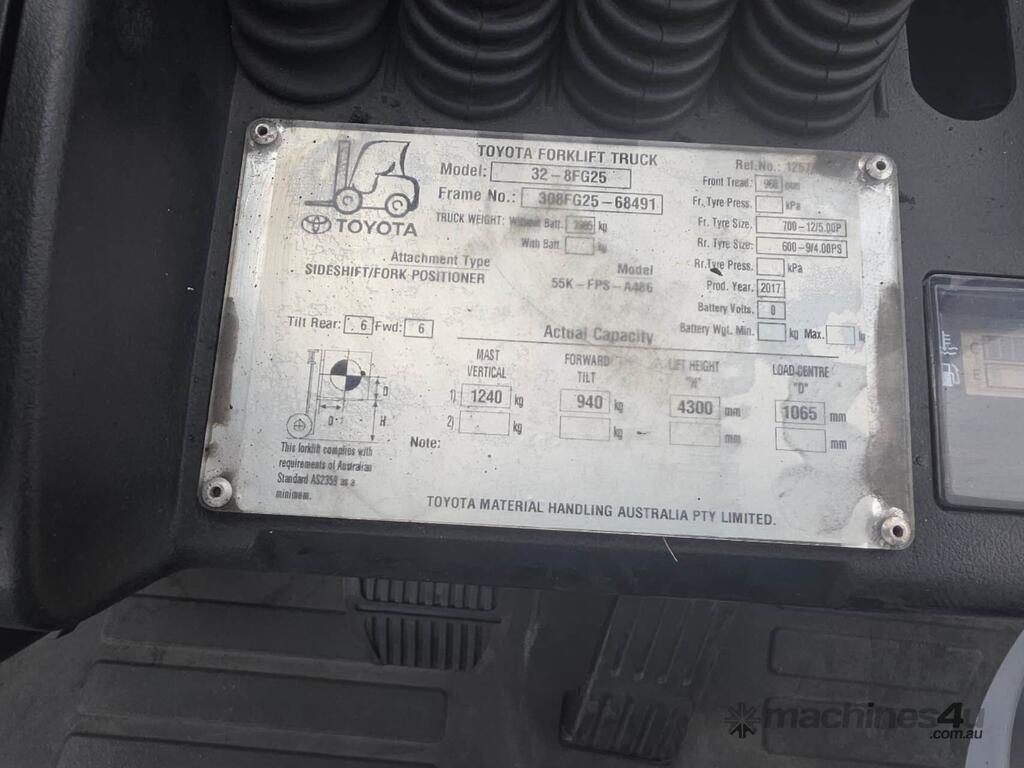 TOYOTA FORKLIFT TRUCK
Model: 32-8FG25
Frame No.: 308FG25-68491
TRUCK WEIGHT: Without Batt. kg
With Batt. kg
TOYOTA
Attachment Type
SIDESHIFT/FORK POSITIONER
Model
55K-FPS-A486
Ref.No.: 1257
Front Tread: 960 mm
Fr. Tyre Press. kPa
Fr. Tyre Size. 700-12/5.00P
Rr. Tyre Size: 600-9/4.00PS
Rr.Tyre Press. kPa
Prod. Year. 2017
Battery Volts. 0
Battery Wgt. Min. kg Max. kg
Tilt Rear: 6 Fwd: 6
Actual Capacity
MAST VERTICAL
FORWARD TILT
LIFT HEIGHT "H"
LOAD CENTRE "D"
1) 1240 kg 940 kg 4300 mm 1065 mm
2) kg kg mm mm
D
D
H
Note:
This forklift complies with
requirements of Australian
Standard AS2359 as a
minimum.
TOYOTA MATERIAL HANDLING AUSTRALIA PTY LIMITED.
machines4u
.com.au